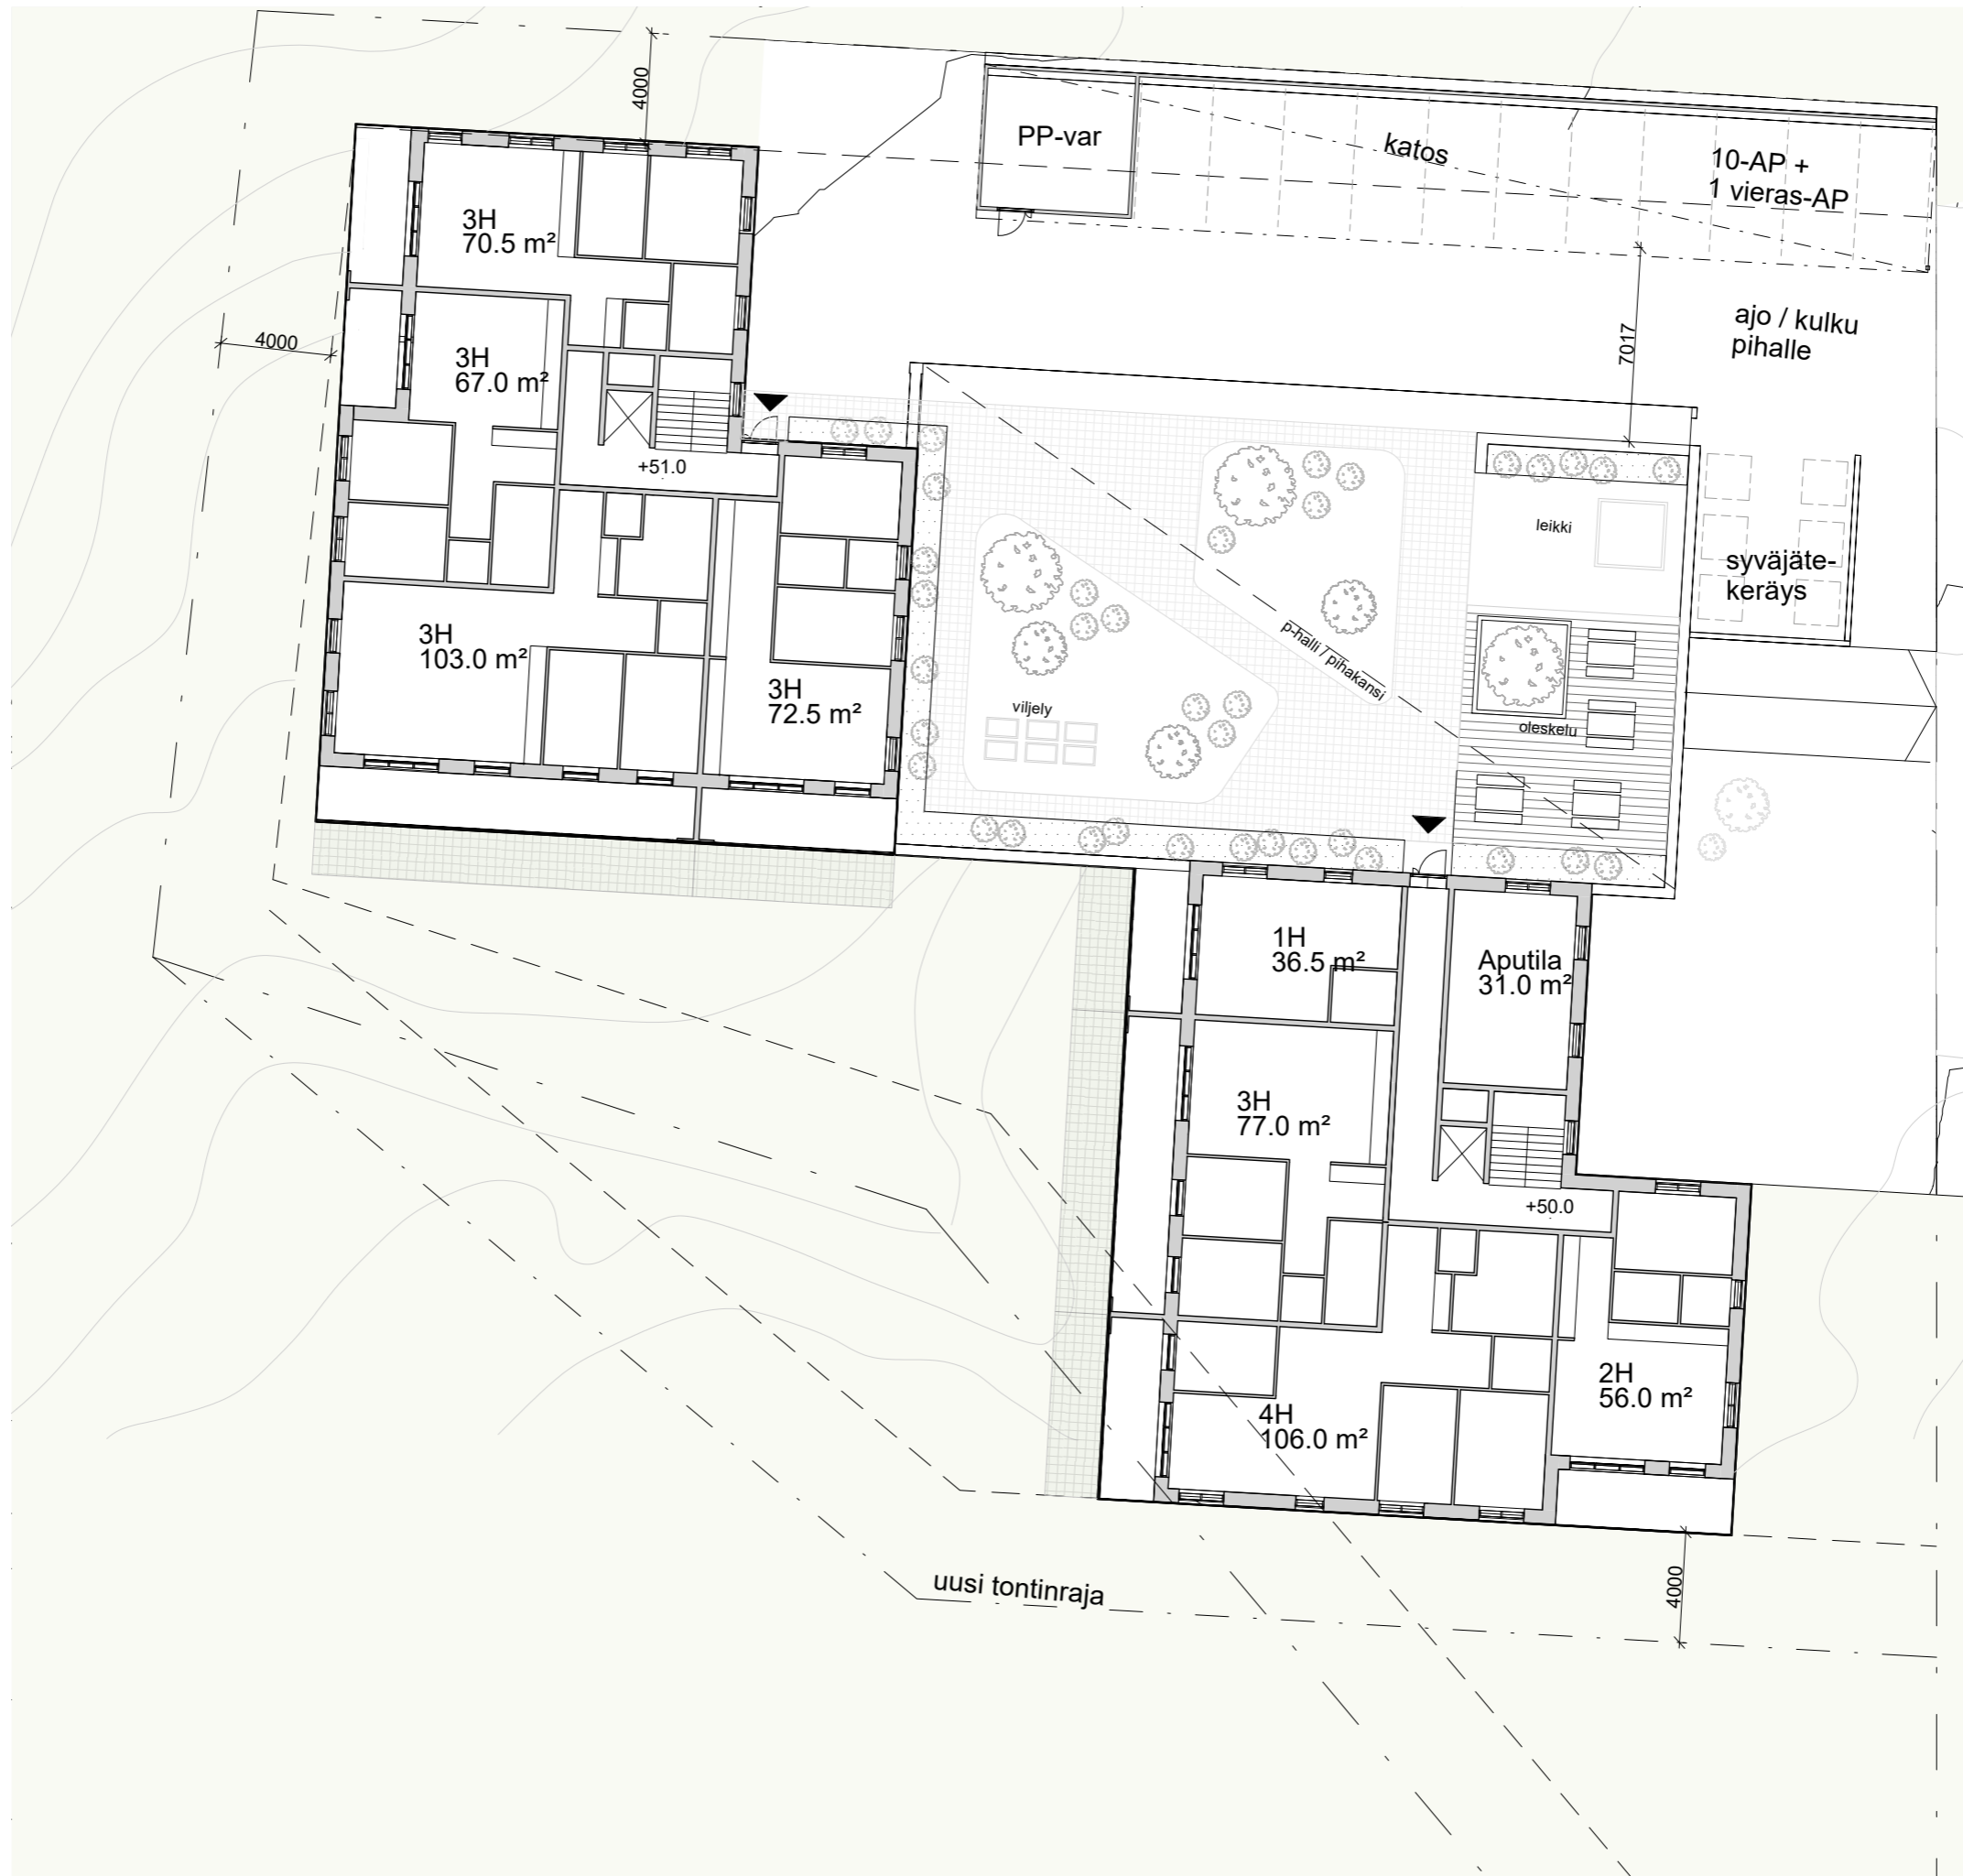 4000
PP-var
katos
10-AP +
1 vieras-AP
3H
70.5 m²
4000
7017
ajo / kulku
pihalle
3H
67.0 m²
+51.0
leikki
syväjäte-
keräys
3H
103.0 m²
3H
72.5 m²
p-halli / pihakansi
viljely
oleskelu
1H
36.5 m²
Aputila
31.0 m²
3H
77.0 m²
+50.0
2H
56.0 m²
4H
106.0 m²
uusi tontinraja
4000